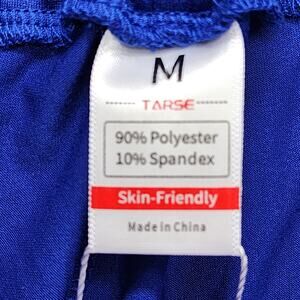 M
TARSE
90% Polyester
10% Spandex
Skin-Friendly
Made in China